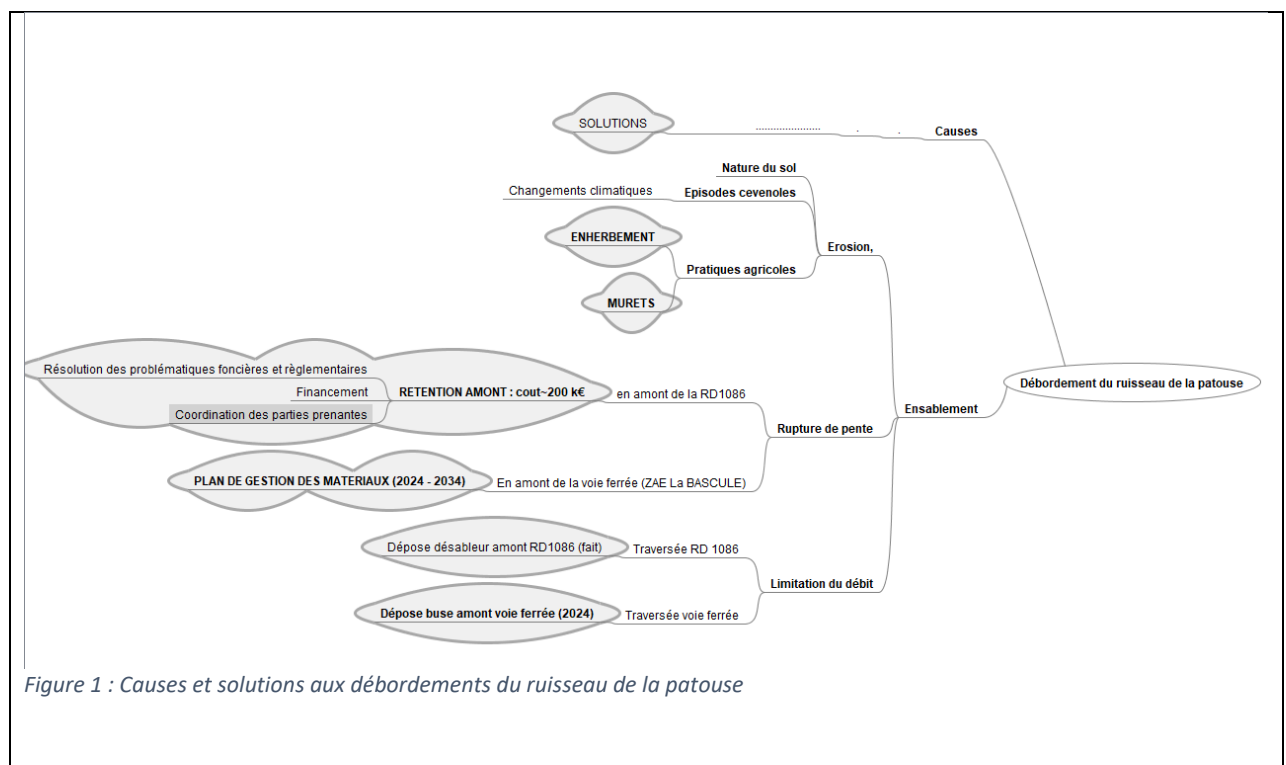 SOLUTIONS
..................... . . Causes
Nature du sol
Changements climatiques Episodes cevenoles
ENHERBEMENT
Erosion,
Pratiques agricoles
MURETS
Résolution des problématiques foncières et règlementaires
Débordement du ruisseau de la patouse
Financement RETENTION AMONT : cout~200 k€ en amont de la RD1086
Ensablement
Coordination des parties prenantes
Rupture de pente
PLAN DE GESTION DES MATERIAUX (2024 - 2034) En amont de la voie ferrée (ZAE La BASCULE)
Dépose désableur amont RD1086 (fait) Traversée RD 1086
Limitation du débit
Dépose buse amont voie ferrée (2024) Traversée voie ferrée
Figure 1 : Causes et solutions aux débordements du ruisseau de la patouse